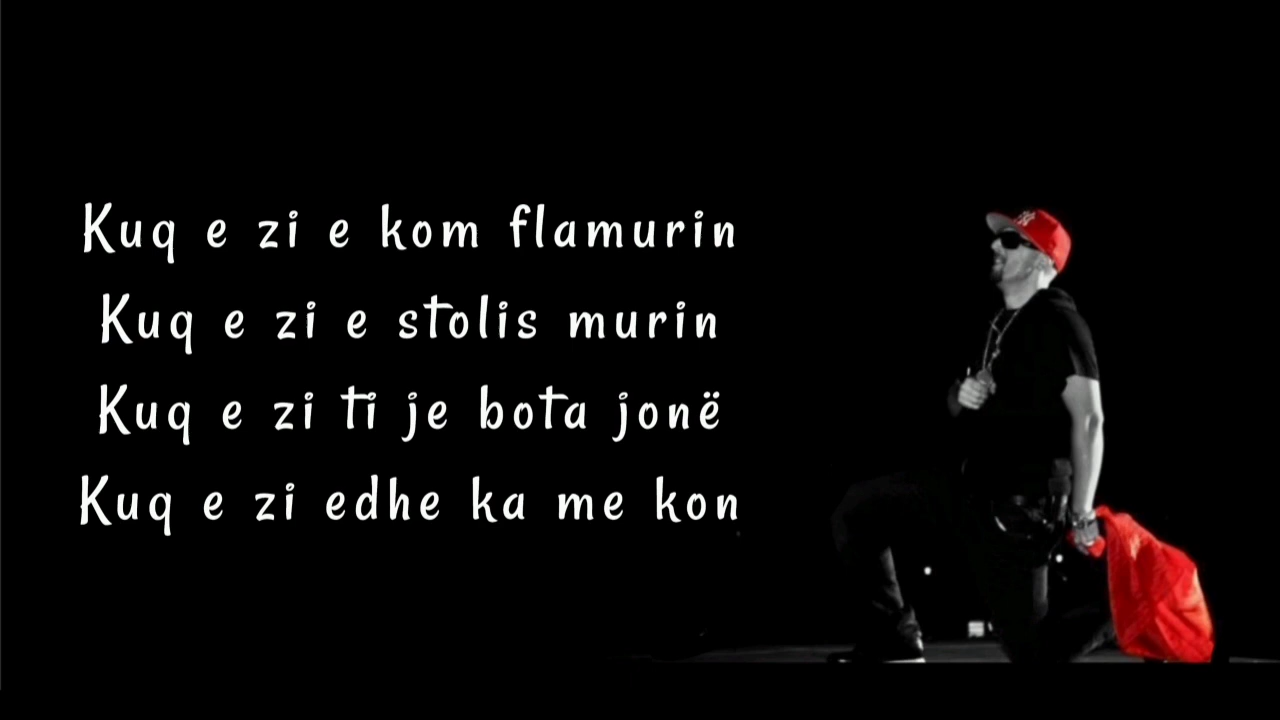 Kuq e zi e kom flamurin
Kuq e zi e stolis murin
Kuq e zi ti je bota jonë
Kuq e zi edhe ka me kon